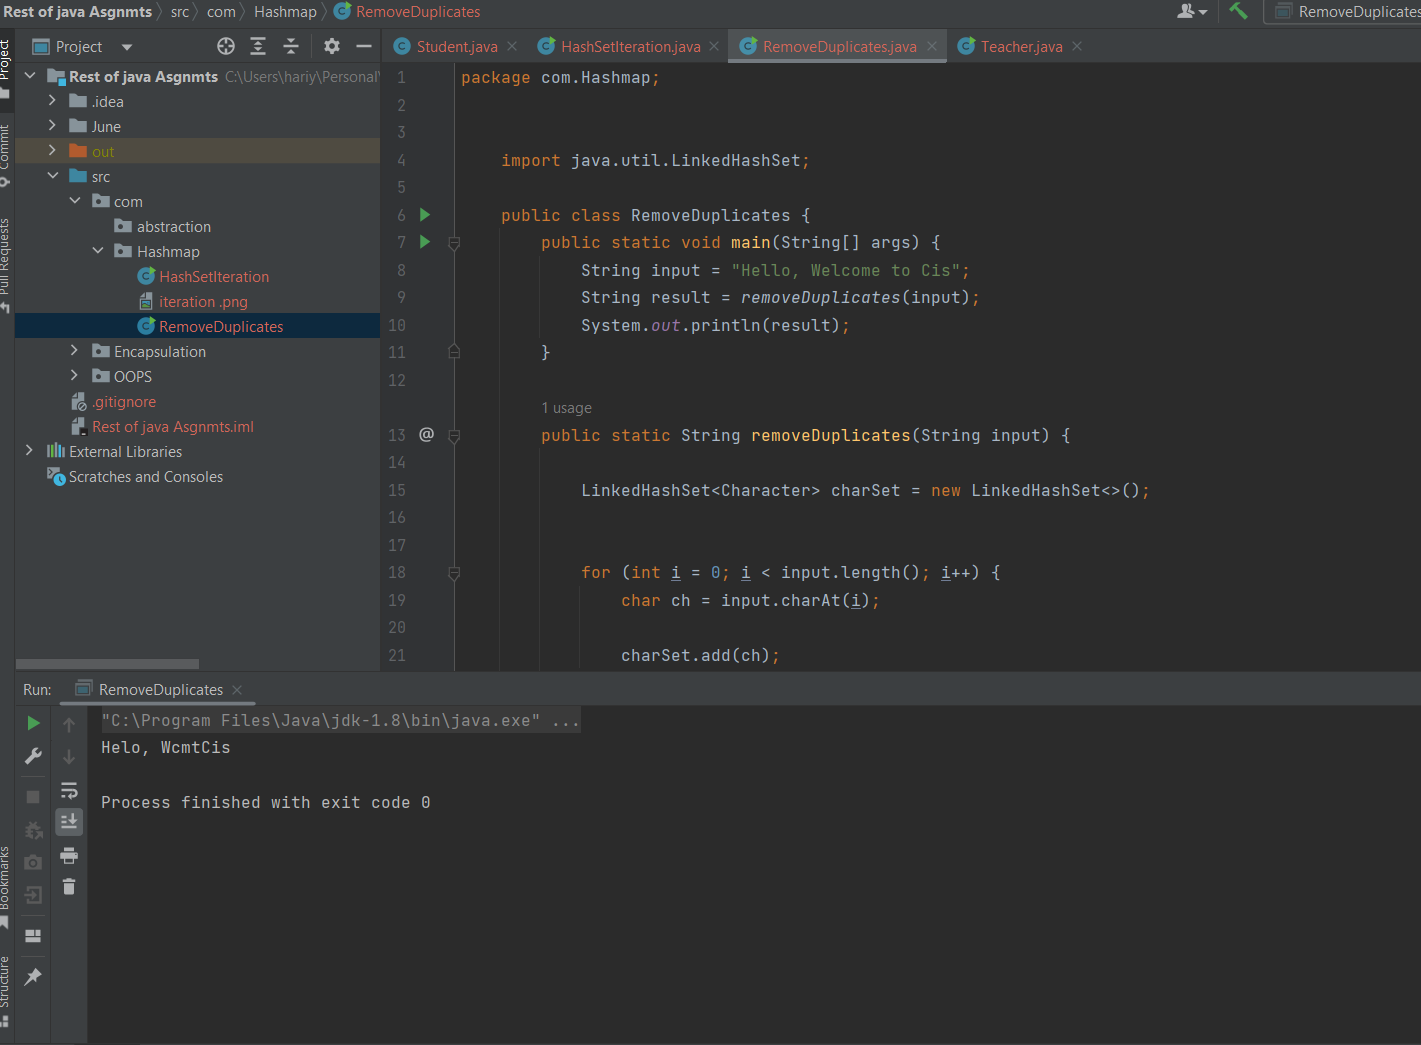 Rest of java Asgnmts src com Hashmap RemoveDuplicates RemoveDuplicates
Project
Student.java HashSetIteration.java RemoveDuplicates.java Teacher.java
Rest of java Asgnmts C:\Users\hariy\Personal\
.idea
June
out
src
com
abstraction
Hashmap
HashSetIteration
iteration .png
RemoveDuplicates
Encapsulation
OOPS
.gitignore
Rest of java Asgnmts.iml
External Libraries
Scratches and Consoles
Project
Commit
Pull Requests
Bookmarks
Structure
1 package com.Hashmap;
2
3
4 import java.util.LinkedHashSet;
5
6 public class RemoveDuplicates {
7 public static void main(String[] args) {
8 String input = "Hello, Welcome to Cis";
9 String result = removeDuplicates(input);
10 System.out.println(result);
11 }
12
1 usage
13 @ public static String removeDuplicates(String input) {
14
15 LinkedHashSet<Character> charSet = new LinkedHashSet<>();
16
17
18 for (int i = 0; i < input.length(); i++) {
19 char ch = input.charAt(i);
20
21 charSet.add(ch);
Run: RemoveDuplicates
"C:\Program Files\Java\jdk-1.8\bin\java.exe" ...
Helo, WcmtCis
Process finished with exit code 0